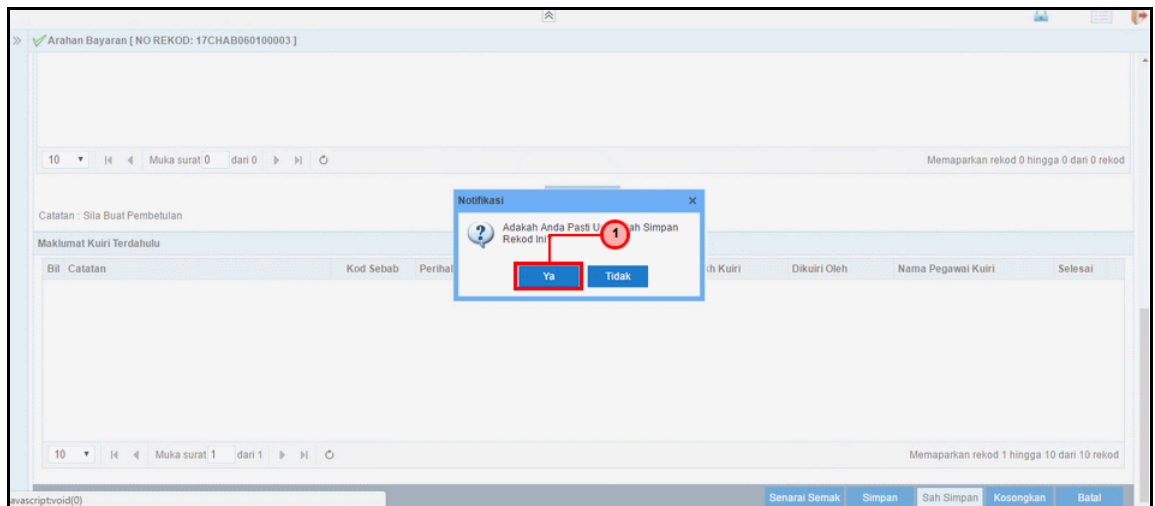 Arahan Bayaran [ NO REKOD: 17CHAB060100003 ]
10 Muka surat 0 dari 0 Memaparkan rekod 0 hingga 0 dari 0 rekod
Notifikasi
Adakah Anda Pasti Simpan
Rekod Ini
1
Ya Tidak
Catatan : Sila Buat Pembetulan
Maklumat Kuiri Terdahulu
Bil Catatan Kod Sebab Kuiri Dikuiri Oleh Nama Pegawai Kuiri Selesai
10 Muka surat 1 dari 1 Memaparkan rekod 1 hingga 10 dari 10 rekod
avascript:void(0)
Senarai Semak Simpan Sah Simpan Kosongkan Batal